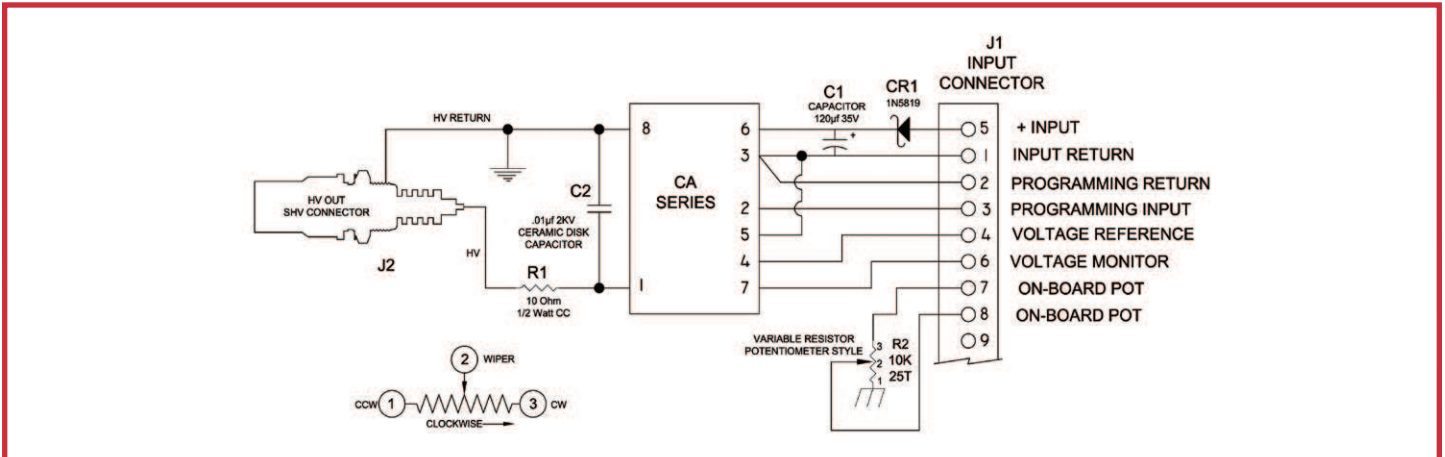 J1
INPUT
CONNECTOR
C1
CAPACITOR
120µf 35V
+
CR1
1N5819
HV RETURN
8
6
5
+ INPUT
3
1
INPUT RETURN
C2
.01µf 2KV
CERAMIC DISK
CAPACITOR
CA
SERIES
2
PROGRAMMING RETURN
HV OUT
SHV CONNECTOR
2
3
PROGRAMMING INPUT
5
4
VOLTAGE REFERENCE
J2
HV
4
6
VOLTAGE MONITOR
R1
10 Ohm
1/2 Watt CC
1
7
7
ON-BOARD POT
8
ON-BOARD POT
VARIABLE RESISTOR
POTENTIOMETER STYLE
3
2
1
R2
10K
25T
9
2 WIPER
CCW 1
3 CW
CLOCKWISE